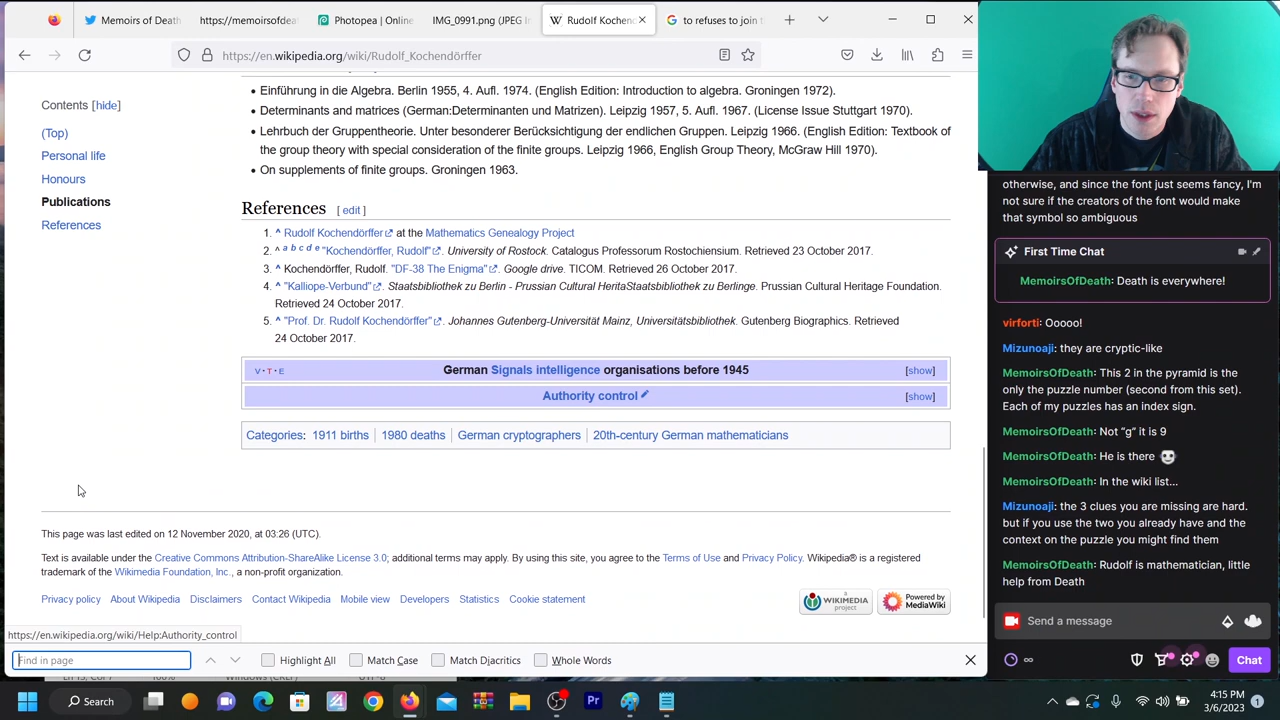 Memoirs of Death
https://memoirsofdea
Photopea | Online
IMG_0991.png (JPEG I
W Rudolf Kochend
to refuses to join t
https://en.wikipedia.org/wiki/Rudolf_Kochendörffer
Contents [hide]
(Top)
Personal life
Honours
Publications
References
• Einführung in die Algebra. Berlin 1955, 4. Aufl. 1974. (English Edition: Introduction to algebra. Groningen 1972).
• Determinants and matrices (German:Determinanten und Matrizen). Leipzig 1957, 5. Aufl. 1967. (License Issue Stuttgart 1970).
• Lehrbuch der Gruppentheorie. Unter besonderer Berücksichtigung der endlichen Gruppen. Leipzig 1966. (English Edition: Textbook of
the group theory with special consideration of the finite groups. Leipzig 1966, English Group Theory, McGraw Hill 1970).
• On supplements of finite groups. Groningen 1963.
References [ edit ]
1. ^ Rudolf Kochendörffer at the Mathematics Genealogy Project
2. ^ a b c d e "Kochendörffer, Rudolf". University of Rostock. Catalogus Professorum Rostochiensium. Retrieved 23 October 2017.
3. ^ Kochendörffer, Rudolf. "DF-38 The Enigma". Google drive. TICOM. Retrieved 26 October 2017.
4. ^ "Kalliope-Verbund". Staatsbibliothek zu Berlin - Prussian Cultural HeritaStaatsbibliothek zu Berlinge. Prussian Cultural Heritage Foundation.
Retrieved 24 October 2017.
5. ^ "Prof. Dr. Rudolf Kochendörffer". Johannes Gutenberg-Universität Mainz, Universitätsbibliothek. Gutenberg Biographics. Retrieved
24 October 2017.
V · T · E German Signals intelligence organisations before 1945 [show]
Authority control [show]
Categories: 1911 births | 1980 deaths | German cryptographers | 20th-century German mathematicians
This page was last edited on 12 November 2020, at 03:26 (UTC).
Text is available under the Creative Commons Attribution-ShareAlike License 3.0; additional terms may apply. By using this site, you agree to the Terms of Use and Privacy Policy. Wikipedia® is a registered
trademark of the Wikimedia Foundation, Inc., a non-profit organization.
Privacy policy About Wikipedia Disclaimers Contact Wikipedia Mobile view Developers Statistics Cookie statement
A WIKIMEDIA project
Powered by MediaWiki
https://en.wikipedia.org/wiki/Help:Authority_control
Find in page
Highlight All
Match Case
Match Diacritics
Whole Words
otherwise, and since the font just seems fancy, I'm
not sure if the creators of the font would make
that symbol so ambiguous
First Time Chat
MemoirsOfDeath: Death is everywhere!
virforti: Ooooo!
Mizunoaji: they are cryptic-like
MemoirsOfDeath: This 2 in the pyramid is the
only the puzzle number (second from this set).
Each of my puzzles has an index sign.
MemoirsOfDeath: Not "g" it is 9
MemoirsOfDeath: He is there
MemoirsOfDeath: In the wiki list...
Mizunoaji: the 3 clues you are missing are hard.
but if you use the two you already have and the
context on the puzzle you might find them
MemoirsOfDeath: Rudolf is mathematician, little
help from Death
Send a message
Chat
Search
Pr
4:15 PM
3/6/2023
1